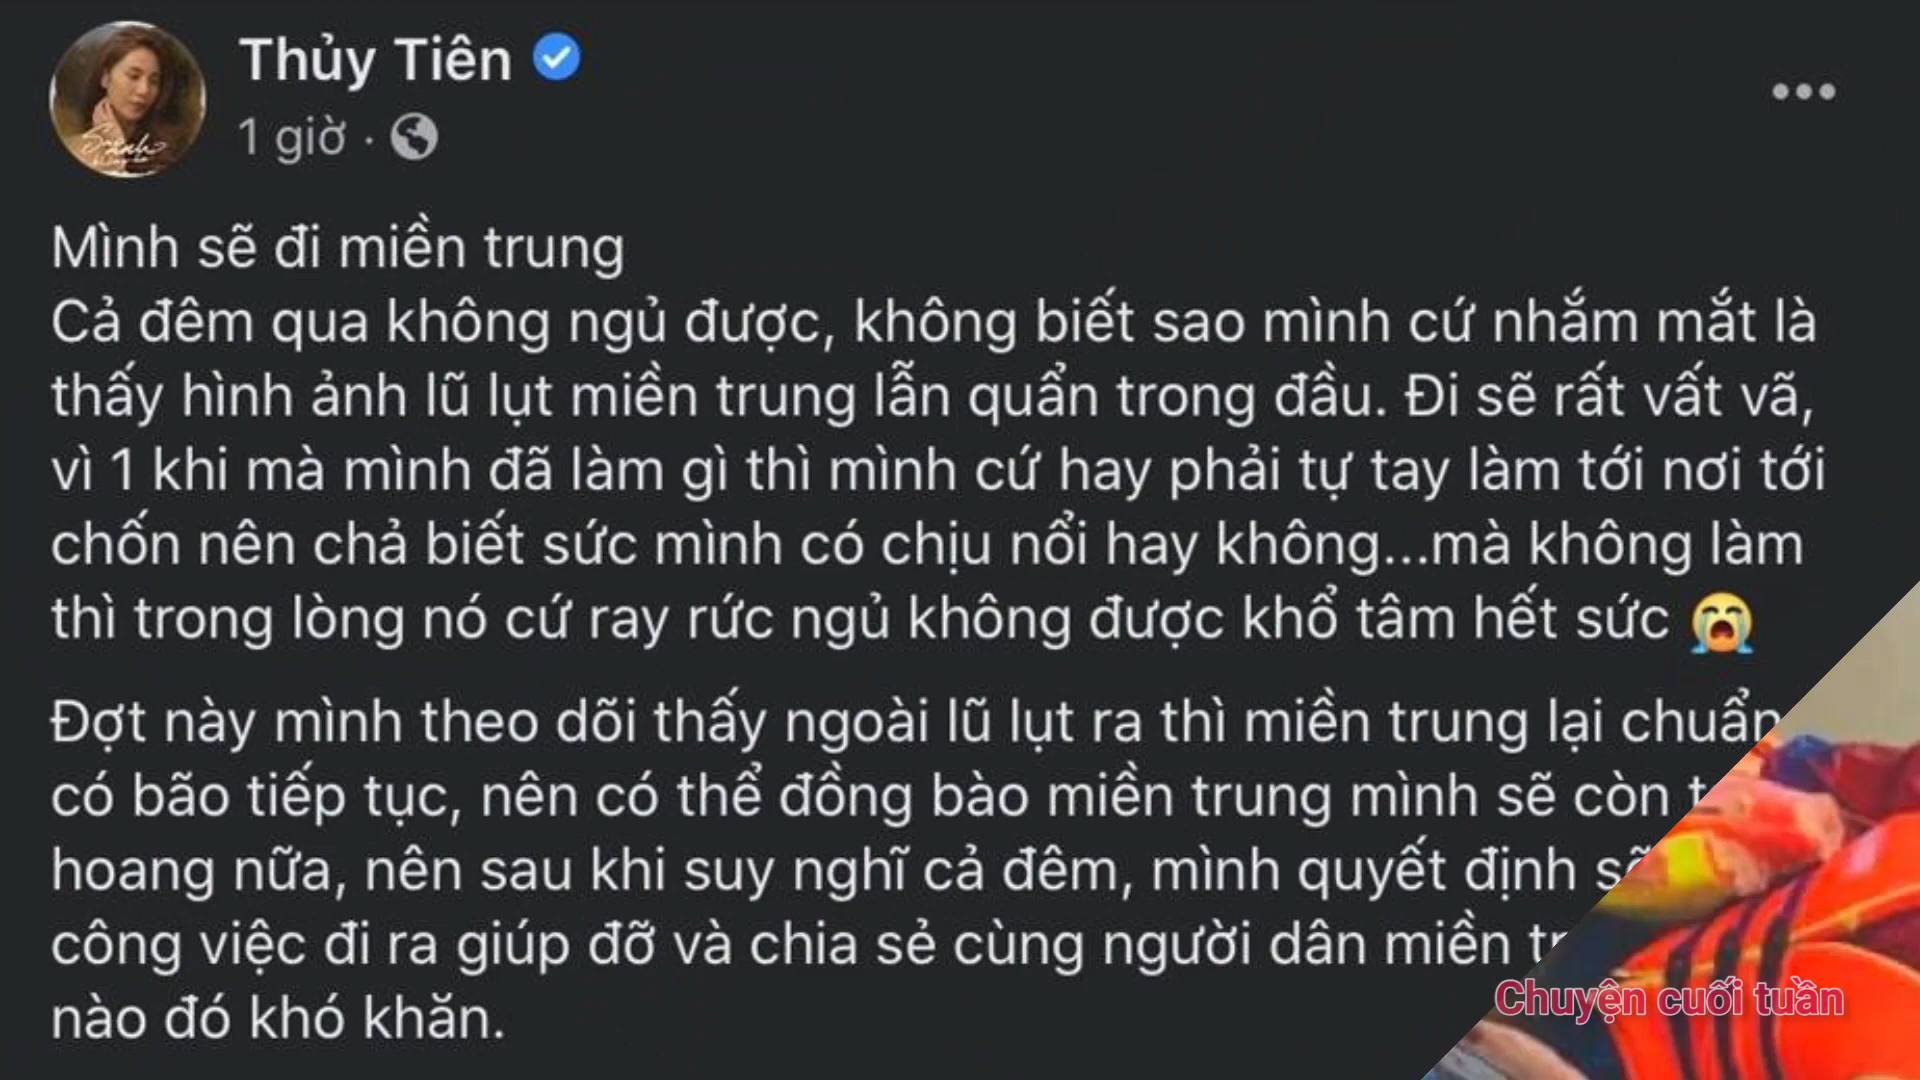 Thủy Tiên
1 giờ ·
Mình sẽ đi miền trung
Cả đêm qua không ngủ được, không biết sao mình cứ nhắm mắt là
thấy hình ảnh lũ lụt miền trung lẫn quẩn trong đầu. Đi sẽ rất vất vã,
vì 1 khi mà mình đã làm gì thì mình cứ hay phải tự tay làm tới nơi tới
chốn nên chả biết sức mình có chịu nổi hay không...mà không làm
thì trong lòng nó cứ ray rức ngủ không được khổ tâm hết sức 😭
Đợt này mình theo dõi thấy ngoài lũ lụt ra thì miền trung lại chuẩn
có bão tiếp tục, nên có thể đồng bào miền trung mình sẽ còn
hoang nữa, nên sau khi suy nghĩ cả đêm, mình quyết định
công việc đi ra giúp đỡ và chia sẻ cùng người dân miền
nào đó khó khăn.
Chuyện cuối tuần